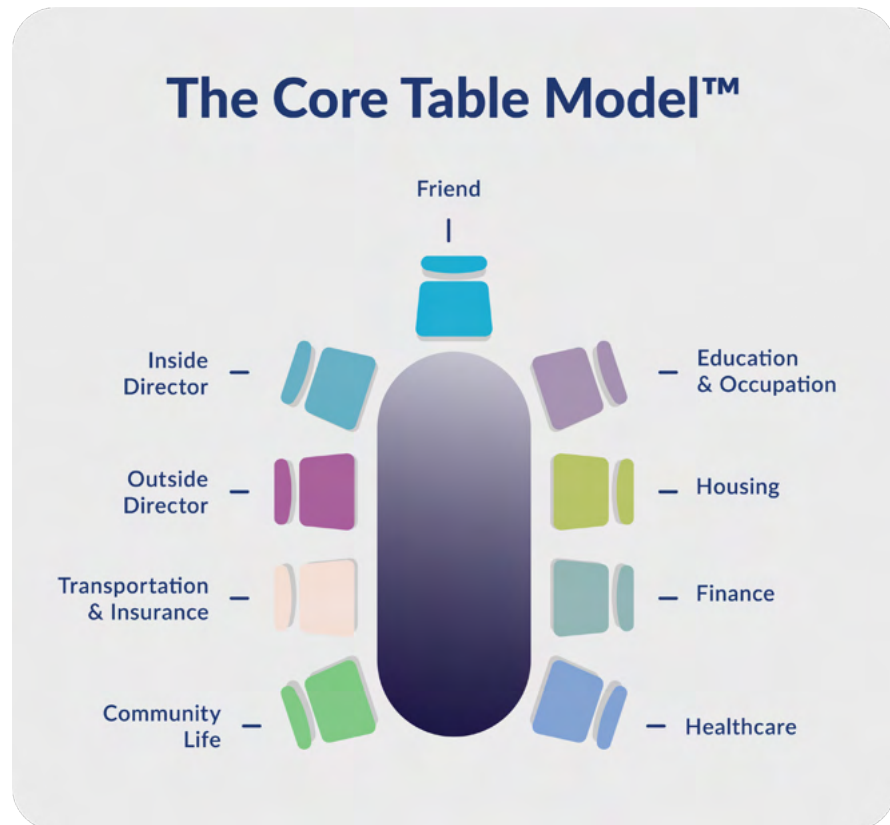 The Core Table Model™
Friend
Inside
Director
Education
& Occupation
Outside
Director
Housing
Transportation
& Insurance
Finance
Community
Life
Healthcare